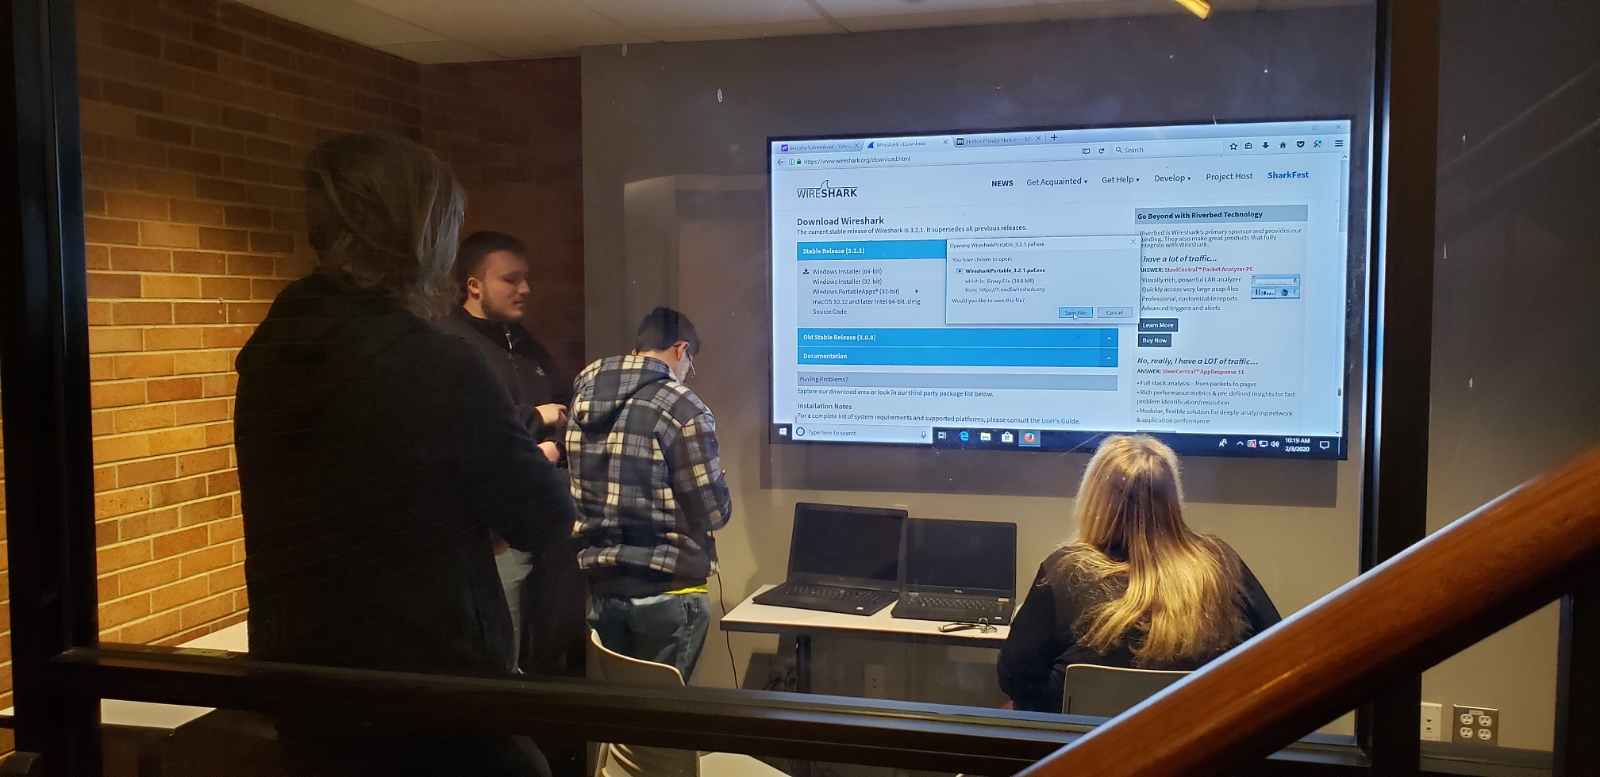 wireshark download - Yahoo
Wireshark · Download
Firefox Privacy Notice — M
https://www.wireshark.org/download.html
Search
WIRESHARK
NEWS
Get Acquainted
Get Help
Develop
Project Host
SharkFest
Download Wireshark
The current stable release of Wireshark is 3.2.1. It supersedes all previous releases.
Stable Release (3.2.1)
Windows Installer (64-bit)
Windows Installer (32-bit)
Windows PortableApps® (32-bit)
macOS 10.12 and later Intel 64-bit .dmg
Source Code
Old Stable Release (3.0.8)
Documentation
Having Problems?
Explore our download area or look in our third party package list below.
Installation Notes
For a complete list of system requirements and supported platforms, please consult the User's Guide.
Opening WiresharkPortable_3.2.1.paf.exe
You have chosen to open:
WiresharkPortable_3.2.1.paf.exe
which is: Binary File
from: https://1.na.dl.wireshark.org
Would you like to save this file?
Save File
Cancel
Go Beyond with Riverbed Technology
Riverbed is Wireshark's primary sponsor and provides our
funding. They also make great products that fully
integrate with Wireshark.
I have a lot of traffic...
ANSWER: SteelCentral™ Packet Analyzer PE
Visually rich, powerful LAN analyzer
Quickly access very large pcap files
Professional, customizable reports
Advanced triggers and alerts
Learn More
Buy Now
No, really, I have a LOT of traffic...
ANSWER: SteelCentral™ AppResponse 11
• Full stack analysis – from packets to pages
• Rich performance metrics & pre-defined insights for fast
problem identification/resolution
• Modular, flexible solution for deeply-analyzing network
& application performance
Type here to search
10:19 AM
2/8/2020